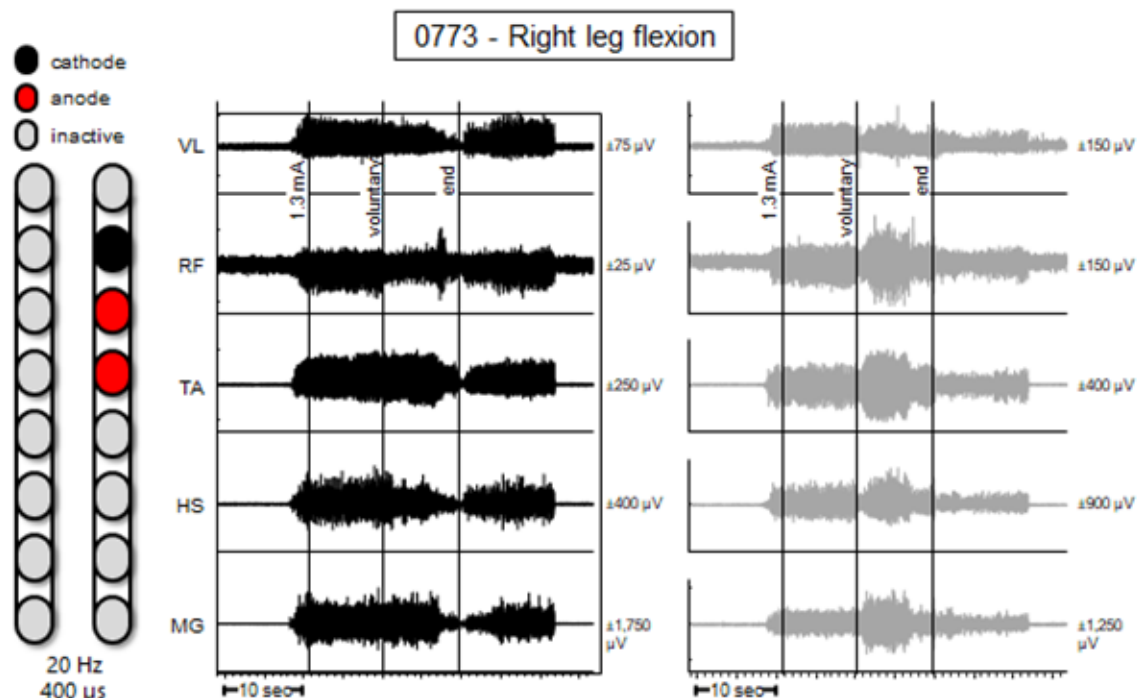 0773 - Right leg flexion
cathode
anode
inactive
VL
1.3 mA
voluntary
end
±75 µV
1.3 mA
voluntary
end
±150 µV
RF
±25 µV
±150 µV
TA
±250 µV
±400 µV
HS
±400 µV
±900 µV
MG
±1,750
µV
±1,250
µV
20 Hz
400 µs
10 sec
10 sec